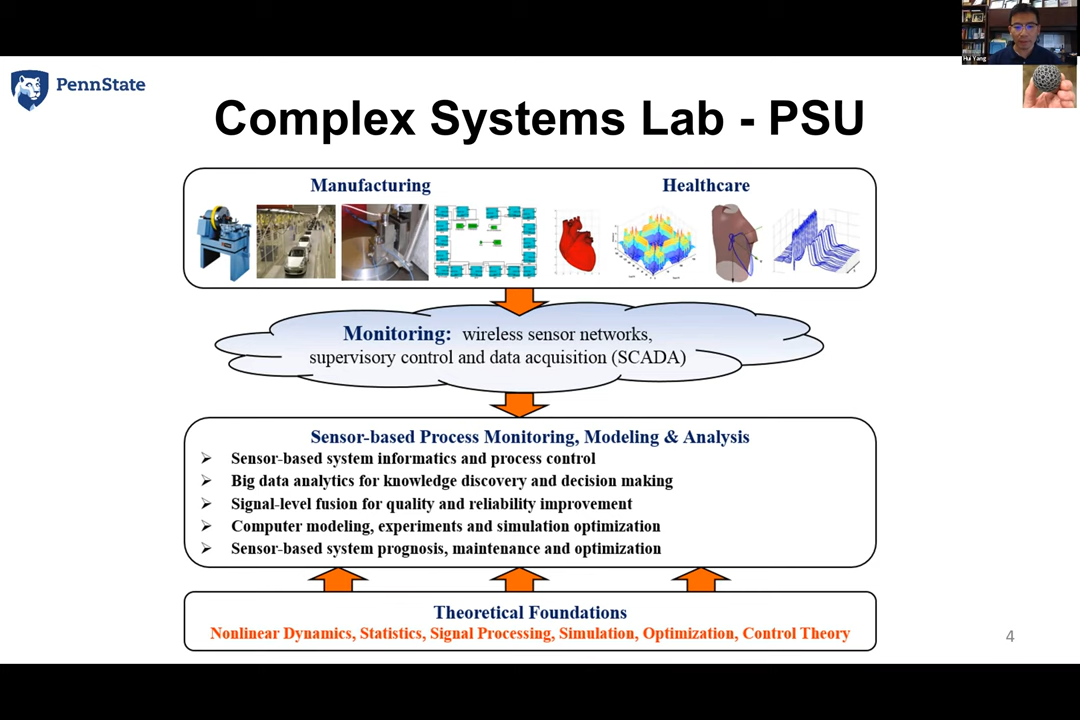 Hui Yang
PennState
Complex Systems Lab - PSU
Manufacturing
Healthcare
Monitoring: wireless sensor networks,
supervisory control and data acquisition (SCADA)
Sensor-based Process Monitoring, Modeling & Analysis
Sensor-based system informatics and process control
Big data analytics for knowledge discovery and decision making
Signal-level fusion for quality and reliability improvement
Computer modeling, experiments and simulation optimization
Sensor-based system prognosis, maintenance and optimization
Theoretical Foundations
Nonlinear Dynamics, Statistics, Signal Processing, Simulation, Optimization, Control Theory
4